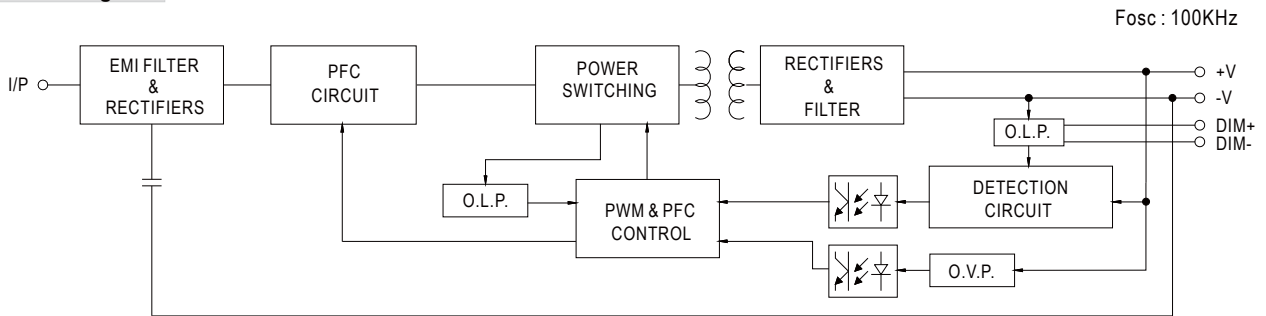 Fosc : 100KHz
I/P
EMI FILTER
&
RECTIFIERS
PFC
CIRCUIT
POWER
SWITCHING
RECTIFIERS
&
FILTER
+V
-V
DIM+
DIM-
O.L.P.
O.L.P.
PWM & PFC
CONTROL
DETECTION
CIRCUIT
O.V.P.